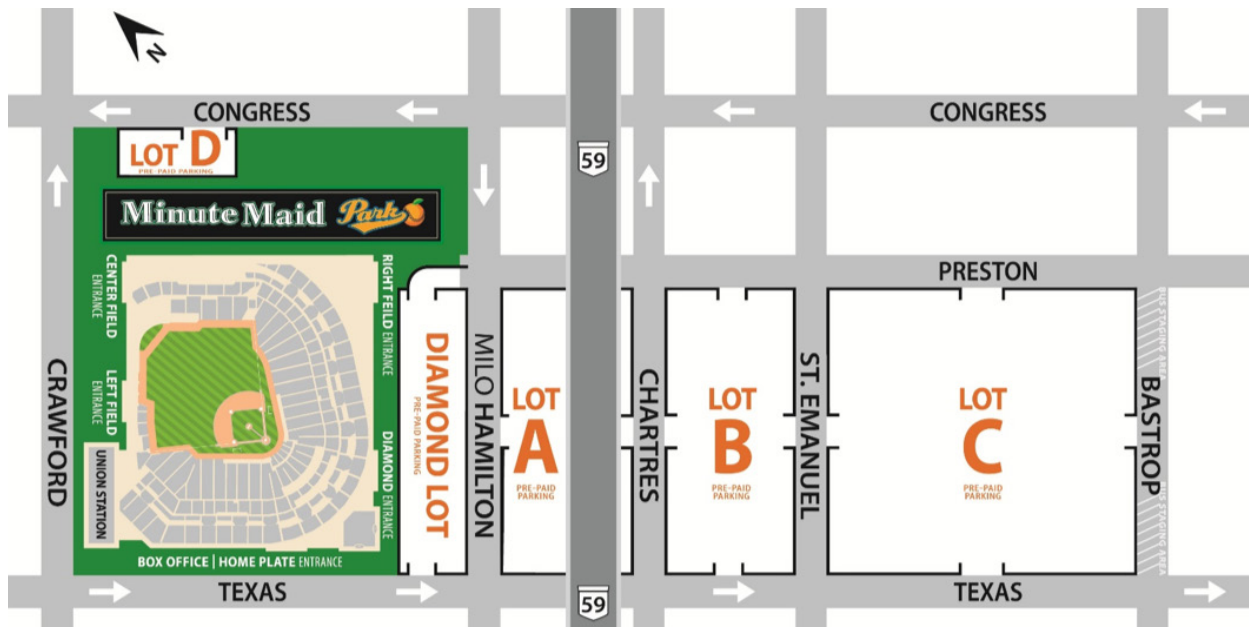 N
CONGRESS
CONGRESS
LOT D
PRE-PAID PARKING
59
Minute Maid Park
CENTER FIELD
ENTRANCE
RIGHT FEILD ENTRANCE
PRESTON
LEFT FIELD
ENTRANCE
DIAMOND ENTRANCE
UNION STATION
CRAWFORD
DIAMOND LOT
PRE-PAID PARKING
MILO HAMILTON
LOT
A
PRE-PAID
PARKING
CHARTRES
LOT
B
PRE-PAID
PARKING
ST. EMANUEL
LOT
C
PRE-PAID
PARKING
BASTROP
BUS STAGING AREA
BUS STAGING AREA
BOX OFFICE | HOME PLATE ENTRANCE
TEXAS
59
TEXAS